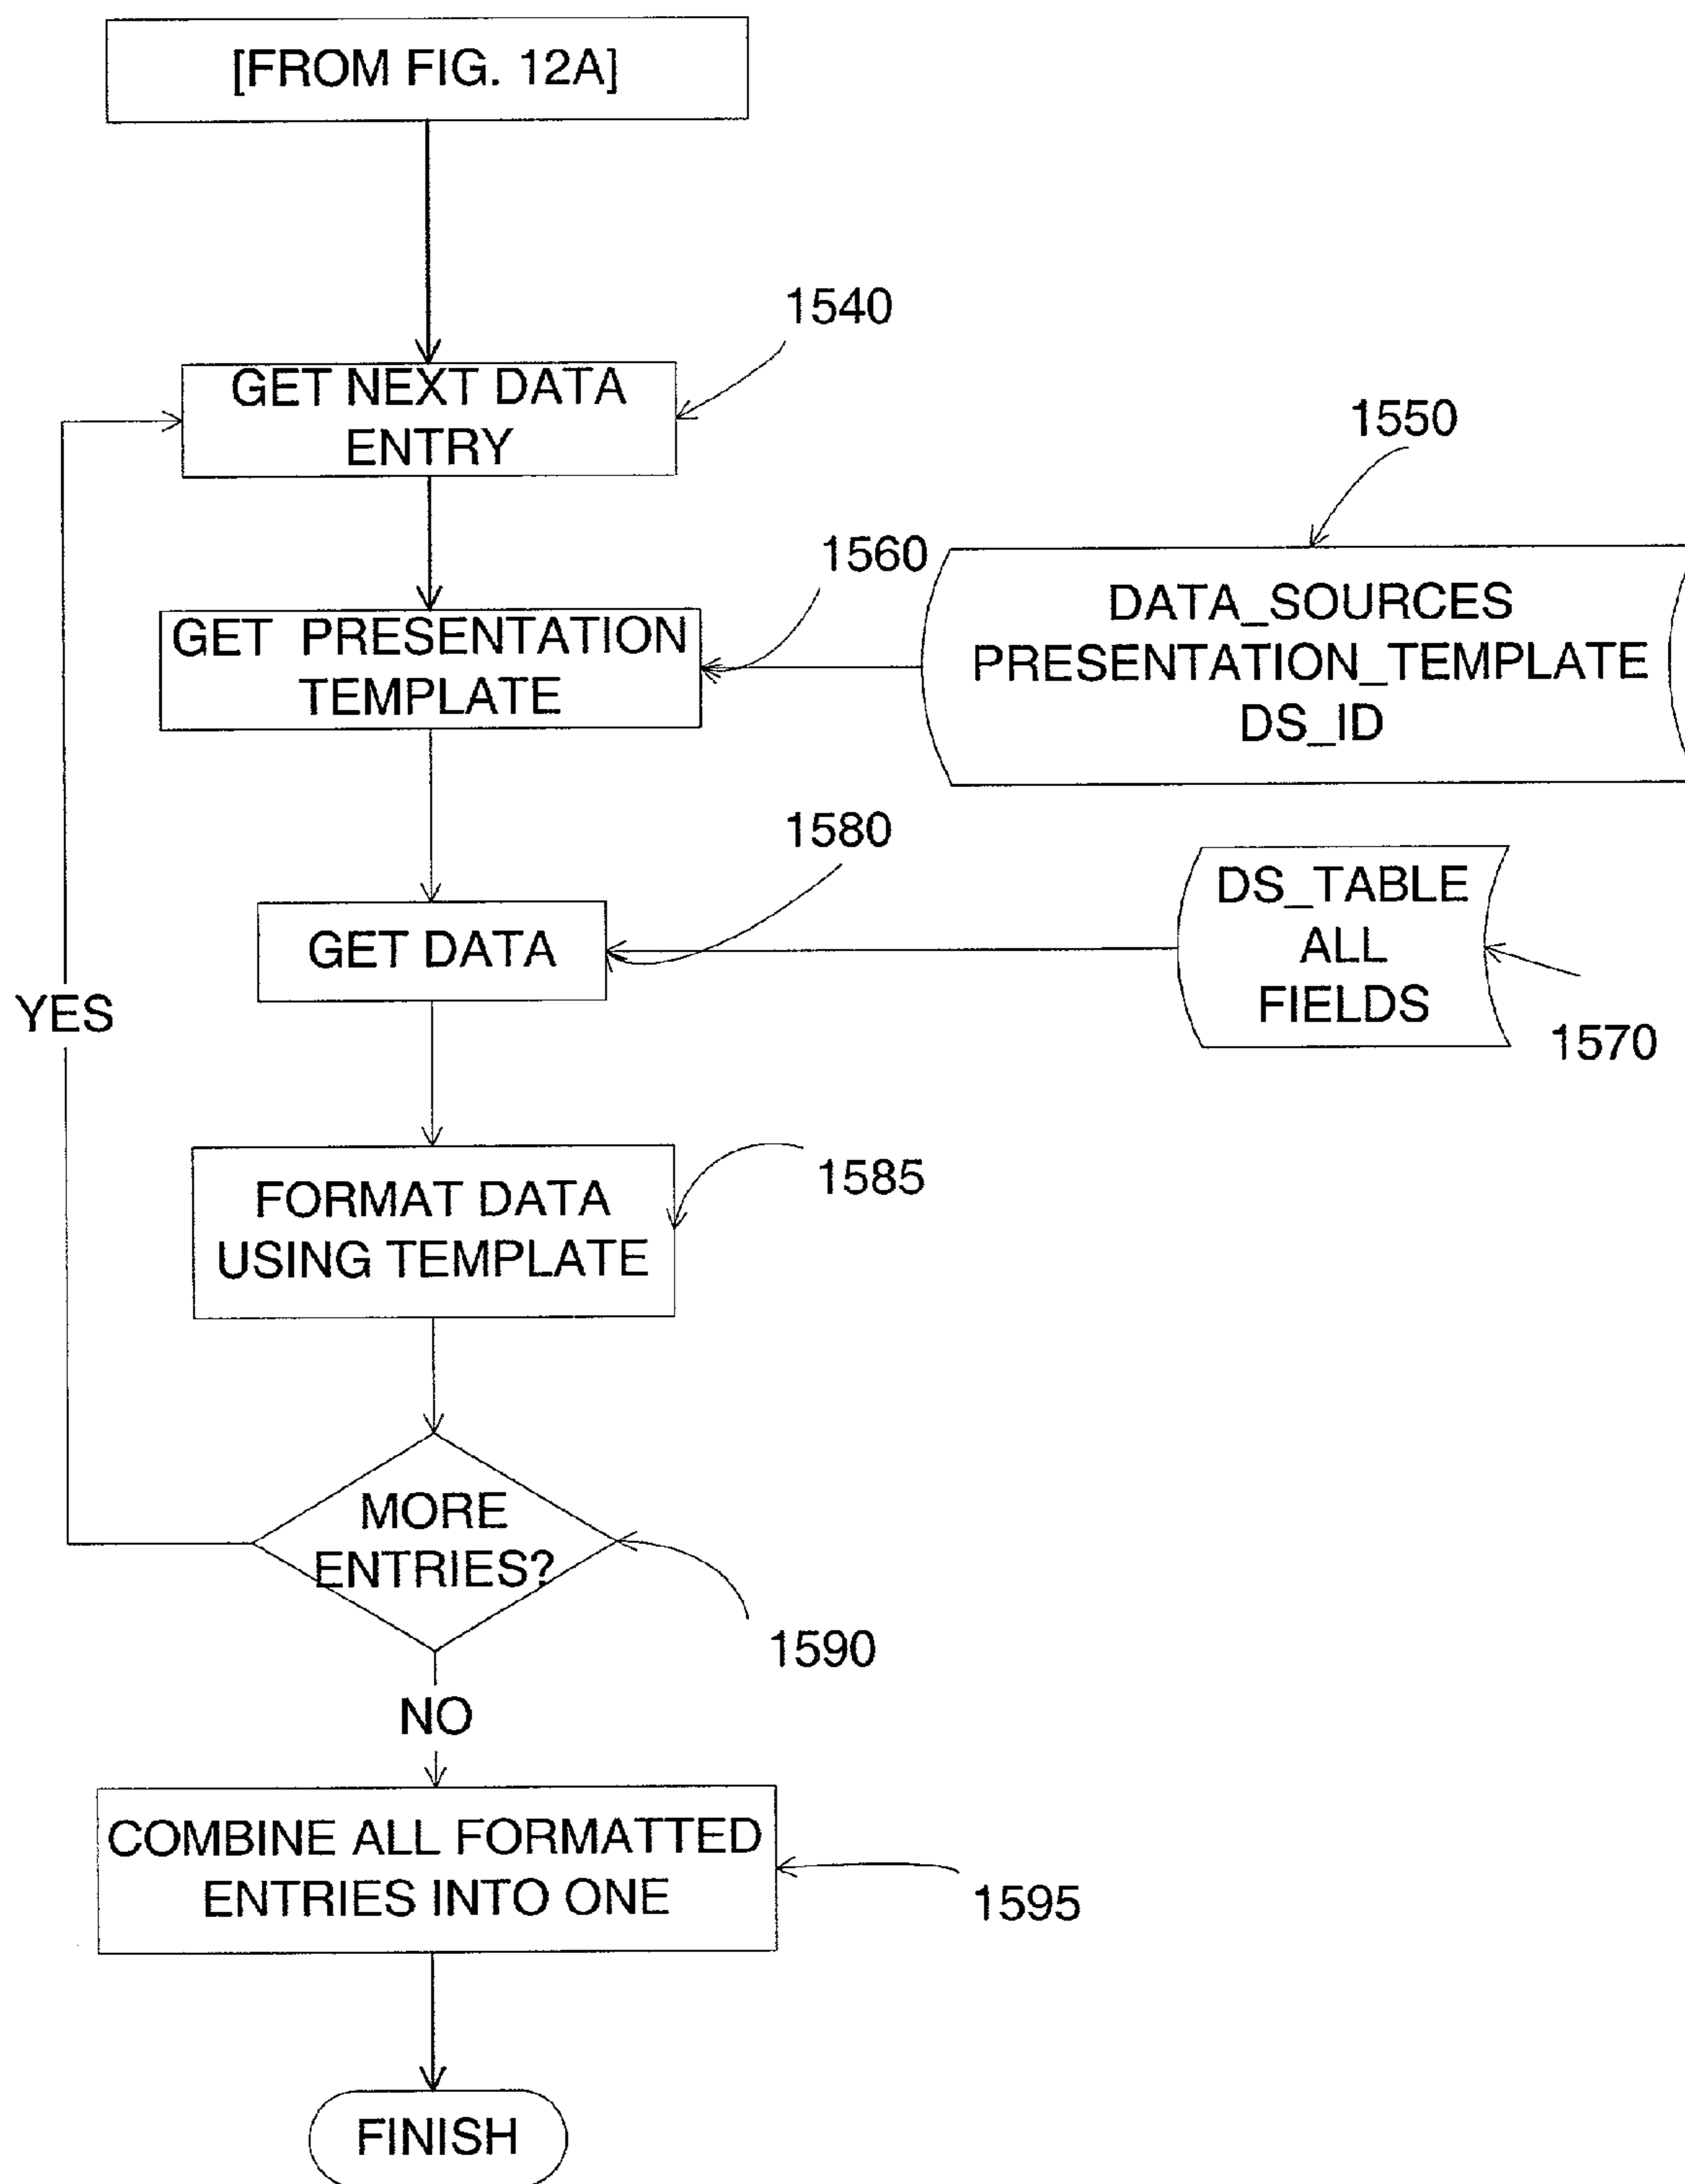 [FROM FIG. 12A]
1540
GET NEXT DATA
ENTRY
1550
1560
GET PRESENTATION
TEMPLATE
DATA_SOURCES
PRESENTATION_TEMPLATE
DS_ID
1580
GET DATA
DS_TABLE
ALL
FIELDS
1570
YES
FORMAT DATA
USING TEMPLATE
1585
MORE
ENTRIES?
1590
NO
COMBINE ALL FORMATTED
ENTRIES INTO ONE
1595
FINISH